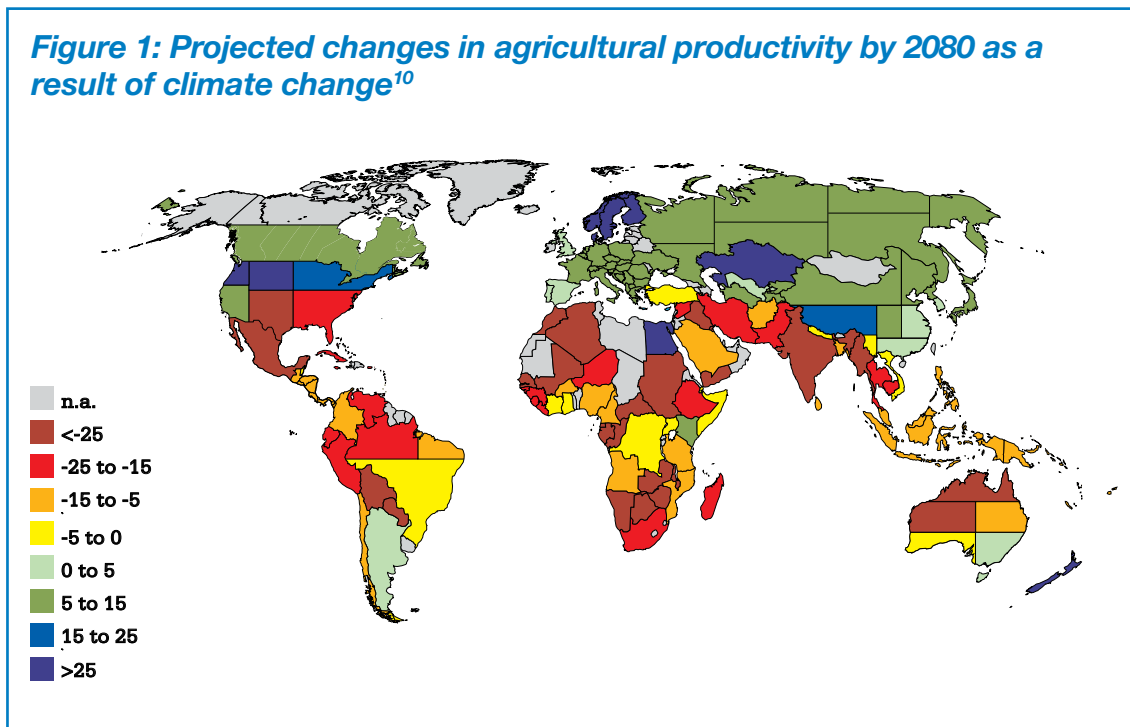 Figure 1: Projected changes in agricultural productivity by 2080 as a
result of climate change¹⁰
n.a.
<-25
-25 to -15
-15 to -5
-5 to 0
0 to 5
5 to 15
15 to 25
>25